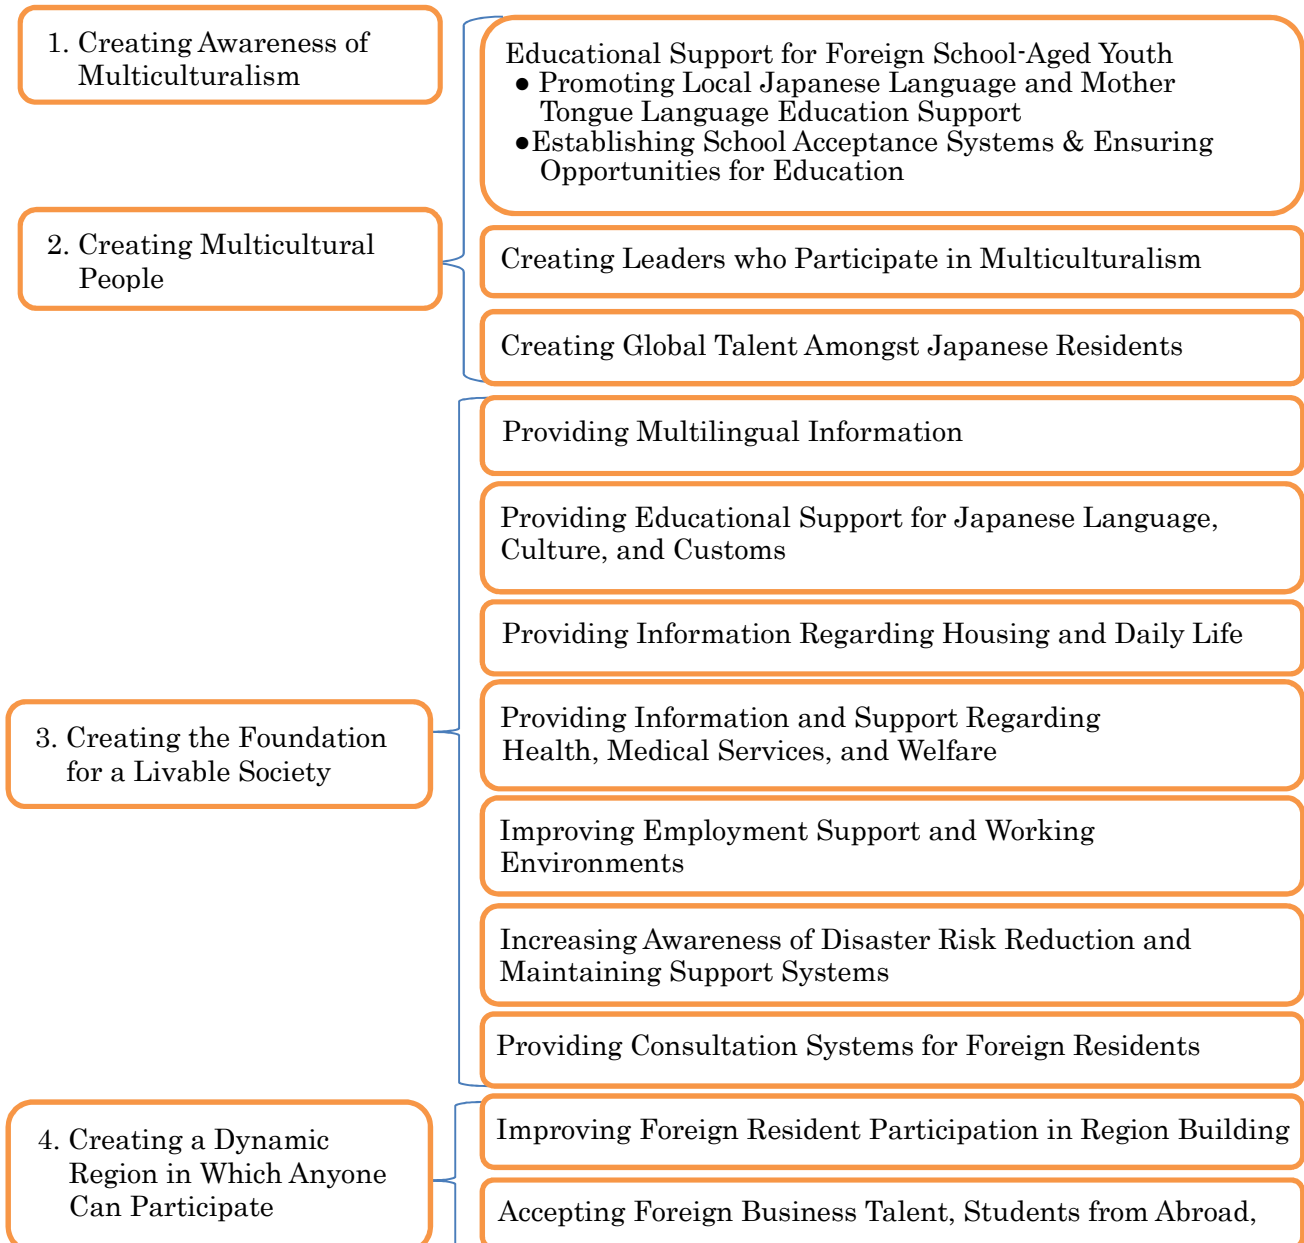 1. Creating Awareness of
Multiculturalism
2. Creating Multicultural
People
Educational Support for Foreign School-Aged Youth
● Promoting Local Japanese Language and Mother
Tongue Language Education Support
●Establishing School Acceptance Systems & Ensuring
Opportunities for Education
Creating Leaders who Participate in Multiculturalism
Creating Global Talent Amongst Japanese Residents
3. Creating the Foundation
for a Livable Society
Providing Multilingual Information
Providing Educational Support for Japanese Language,
Culture, and Customs
Providing Information Regarding Housing and Daily Life
Providing Information and Support Regarding
Health, Medical Services, and Welfare
Improving Employment Support and Working
Environments
Increasing Awareness of Disaster Risk Reduction and
Maintaining Support Systems
Providing Consultation Systems for Foreign Residents
4. Creating a Dynamic
Region in Which Anyone
Can Participate
Improving Foreign Resident Participation in Region Building
Accepting Foreign Business Talent, Students from Abroad,